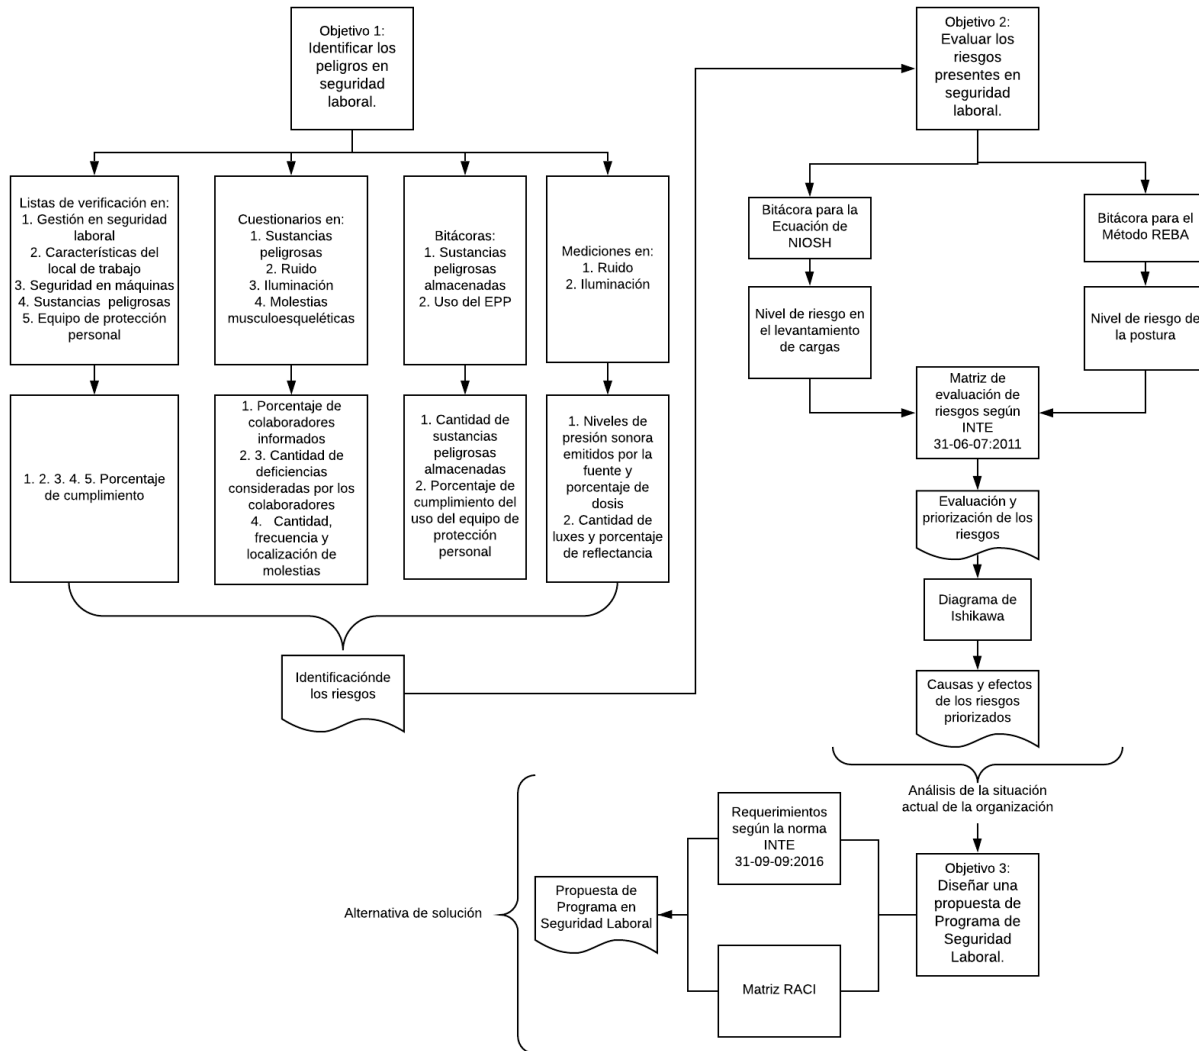 Objetivo 1:
Identificar los
peligros en
seguridad
laboral.
Listas de verificación en:
1. Gestión en seguridad
laboral
2. Características del
local de trabajo
3. Seguridad en máquinas
4. Sustancias peligrosas
5. Equipo de protección
personal
Cuestionarios en:
1. Sustancias
peligrosas
2. Ruido
3. Iluminación
4. Molestias
musculoesqueléticas
Bitácoras:
1. Sustancias
peligrosas
almacenadas
2. Uso del EPP
Mediciones en:
1. Ruido
2. Iluminación
1. 2. 3. 4. 5. Porcentaje
de cumplimiento
1. Porcentaje de
colaboradores
informados
2. 3. Cantidad de
deficiencias
consideradas por los
colaboradores
4. Cantidad,
frecuencia y
localización de
molestias
1. Cantidad de
sustancias
peligrosas
almacenadas
2. Porcentaje de
cumplimiento del
uso del equipo de
protección
personal
1. Niveles de
presión sonora
emitidos por la
fuente y
porcentaje de
dosis
2. Cantidad de
luxes y porcentaje
de reflectancia
Identificaciónde
los riesgos
Objetivo 2:
Evaluar los
riesgos
presentes en
seguridad
laboral.
Bitácora para la
Ecuación de
NIOSH
Bitácora para el
Método REBA
Nivel de riesgo en
el levantamiento
de cargas
Nivel de riesgo de
la postura
Matriz de
evaluación de
riesgos según
INTE
31-06-07:2011
Evaluación y
priorización de los
riesgos
Diagrama de
Ishikawa
Causas y efectos
de los riesgos
priorizados
Análisis de la situación
actual de la organización
Objetivo 3:
Diseñar una
propuesta de
Programa de
Seguridad
Laboral.
Requerimientos
según la norma
INTE
31-09-09:2016
Matriz RACI
Propuesta de
Programa en
Seguridad Laboral
Alternativa de solución